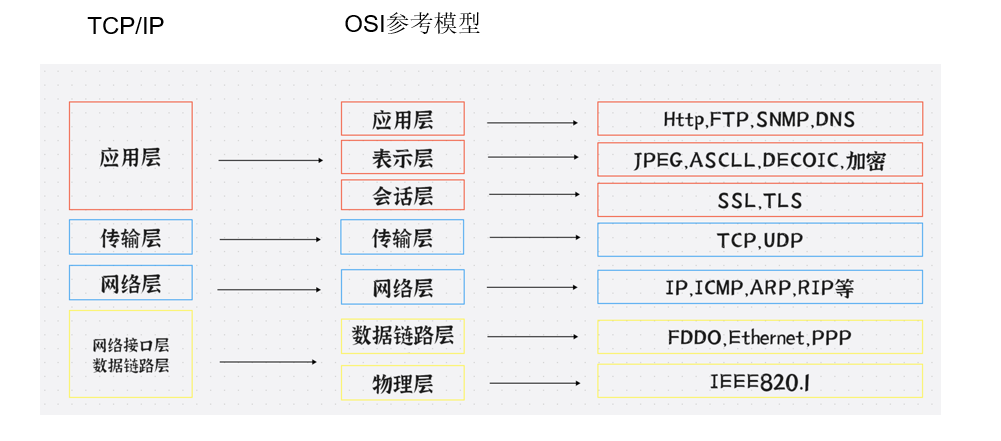 TCP/IP
OSI参考模型
应用层
应用层
Http,FTP,SNMP,DNS
表示层
JPEG,ASCLL,DECOIC,加密
会话层
SSL,TLS
传输层
传输层
TCP,UDP
网络层
网络层
IP,ICMP,ARP,RIP等
网络接口层
数据链路层
数据链路层
FDDO,Ethernet,PPP
物理层
IEEE820.1